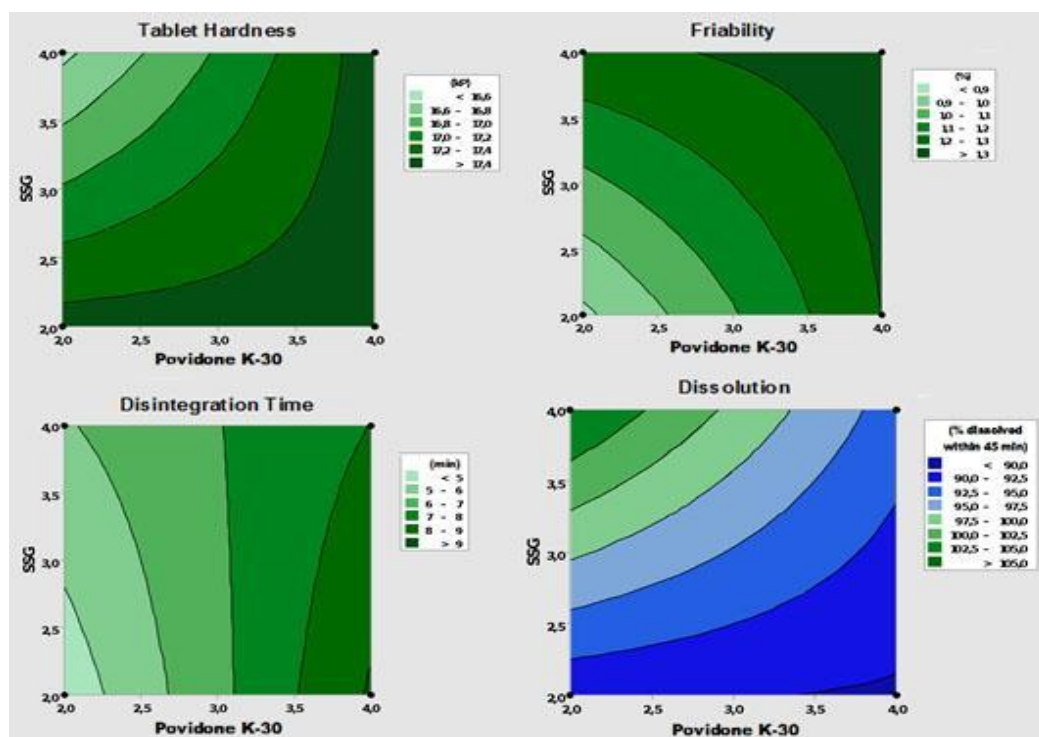 Tablet Hardness
4,0
3,5
3,0
2,5
2,0
SSG
2,0 2,5 3,0 3,5 4,0
Povidone K-30
(kP)
< 16,6
16,6 – 16,8
16,8 – 17,0
17,0 – 17,2
17,2 – 17,4
> 17,4
Friability
4,0
3,5
3,0
2,5
2,0
SSG
2,0 2,5 3,0 3,5 4,0
Povidone K-30
(%)
< 0,9
0,9 – 1,0
1,0 – 1,1
1,1 – 1,2
1,2 – 1,3
> 1,3
Disintegration Time
4,0
3,5
3,0
2,5
2,0
SSG
2,0 2,5 3,0 3,5 4,0
Povidone K-30
(min)
< 5
5 – 6
6 – 7
7 – 8
8 – 9
> 9
Dissolution
4,0
3,5
3,0
2,5
2,0
SSG
2,0 2,5 3,0 3,5 4,0
Povidone K-30
(% dissolved
within 45 min)
< 90,0
90,0 – 92,5
92,5 – 95,0
95,0 – 97,5
97,5 – 100,0
100,0 – 102,5
102,5 – 105,0
> 105,0